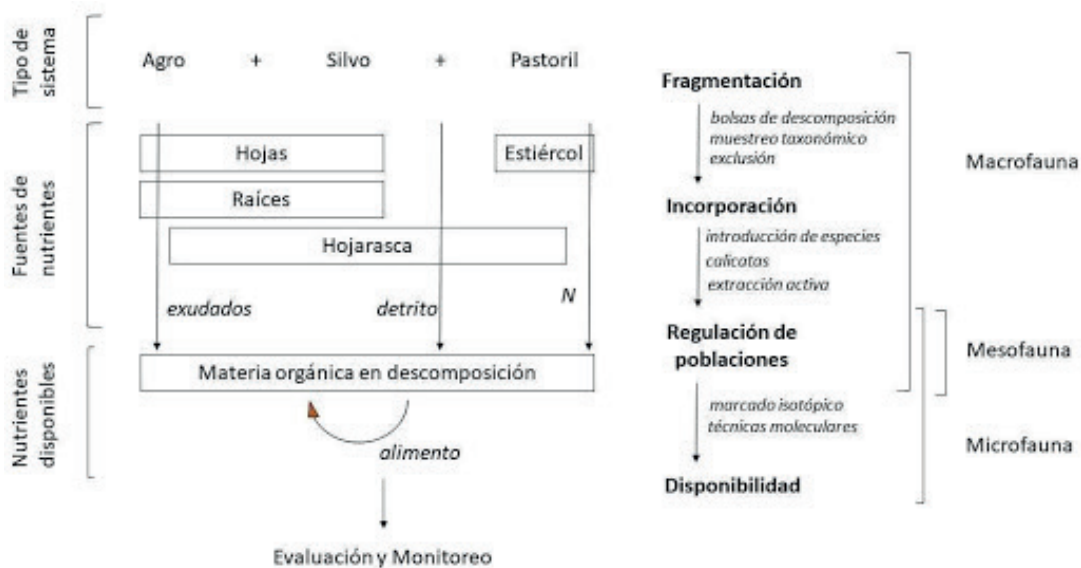 Tipo de
sistema
Agro + Silvo + Pastoril
Fuentes de
nutrientes
Hojas
Estiércol
Raíces
Hojarasca
exudados
detrito
N
Nutrientes
disponibles
Materia orgánica en descomposición
alimento
Evaluación y Monitoreo
Fragmentación
bolsas de descomposición
muestreo taxonómico
exclusión
Incorporación
introducción de especies
calicatas
extracción activa
Regulación de
poblaciones
marcado isotópico
técnicas moleculares
Disponibilidad
Macrofauna
Mesofauna
Microfauna